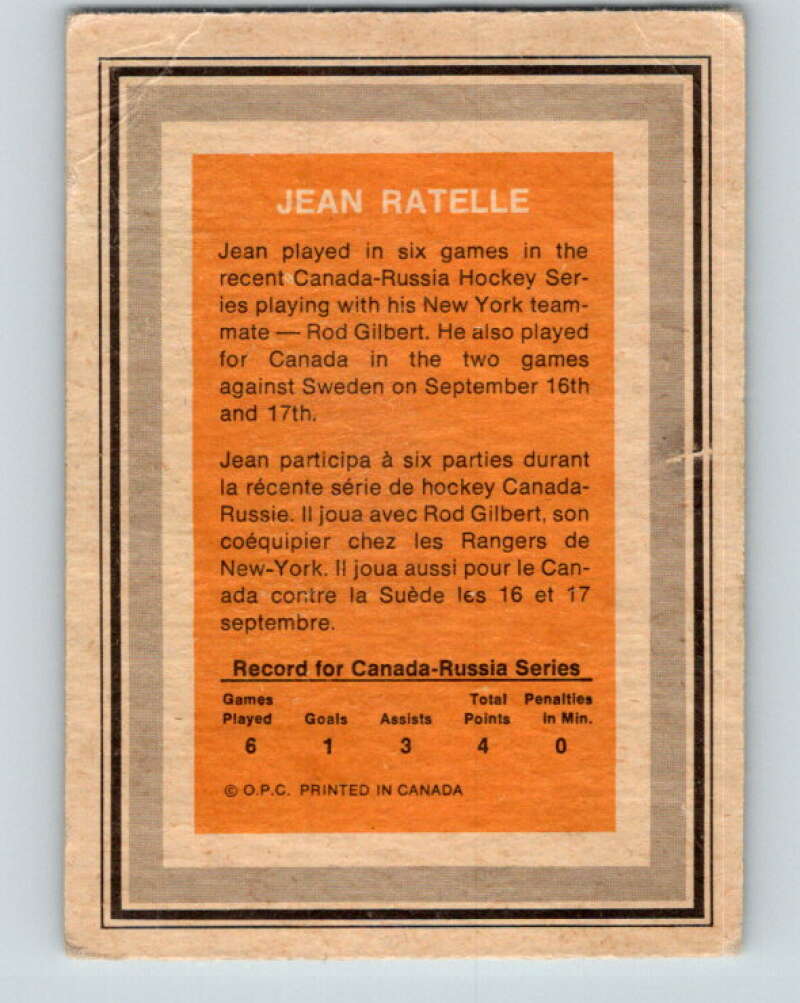 JEAN RATELLE
Jean played in six games in the
recent Canada-Russia Hockey Ser-
ies playing with his New York team-
mate — Rod Gilbert. He also played
for Canada in the two games
against Sweden on September 16th
and 17th.
Jean participa à six parties durant
la récente série de hockey Canada-
Russie. Il joua avec Rod Gilbert, son
coéquipier chez les Rangers de
New-York. Il joua aussi pour le Can-
ada contre la Suède les 16 et 17
septembre.
Record for Canada-Russia Series
Games Total Penalties
Played Goals Assists Points in Min.
6 1 3 4 0
© O.P.C. PRINTED IN CANADA